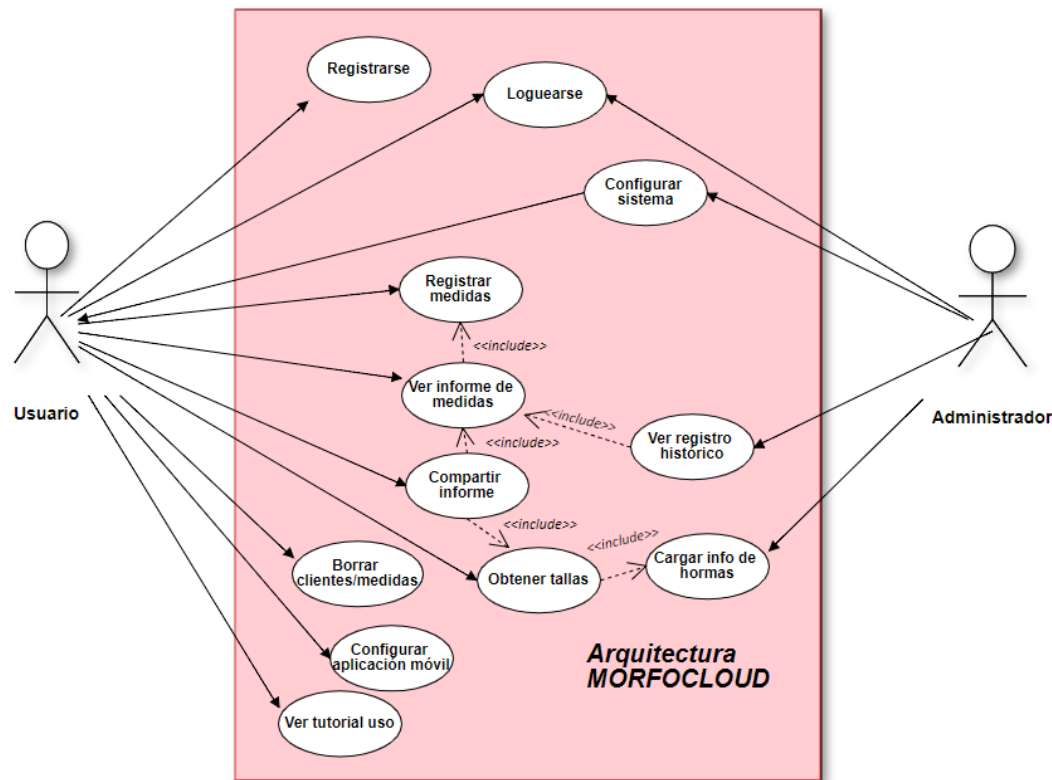 Registrarse
Loguearse
Configurar
sistema
Registrar
medidas
<<include>>
Ver informe de
medidas
<<include>>
Usuario
Administrador
Ver registro
histórico
<<include>>
Compartir
informe
<<include>>
<<include>>
Borrar
clientes/medidas
Obtener tallas
Cargar info de
hormas
Configurar
aplicación móvil
Arquitectura
MORFOCLOUD
Ver tutorial uso